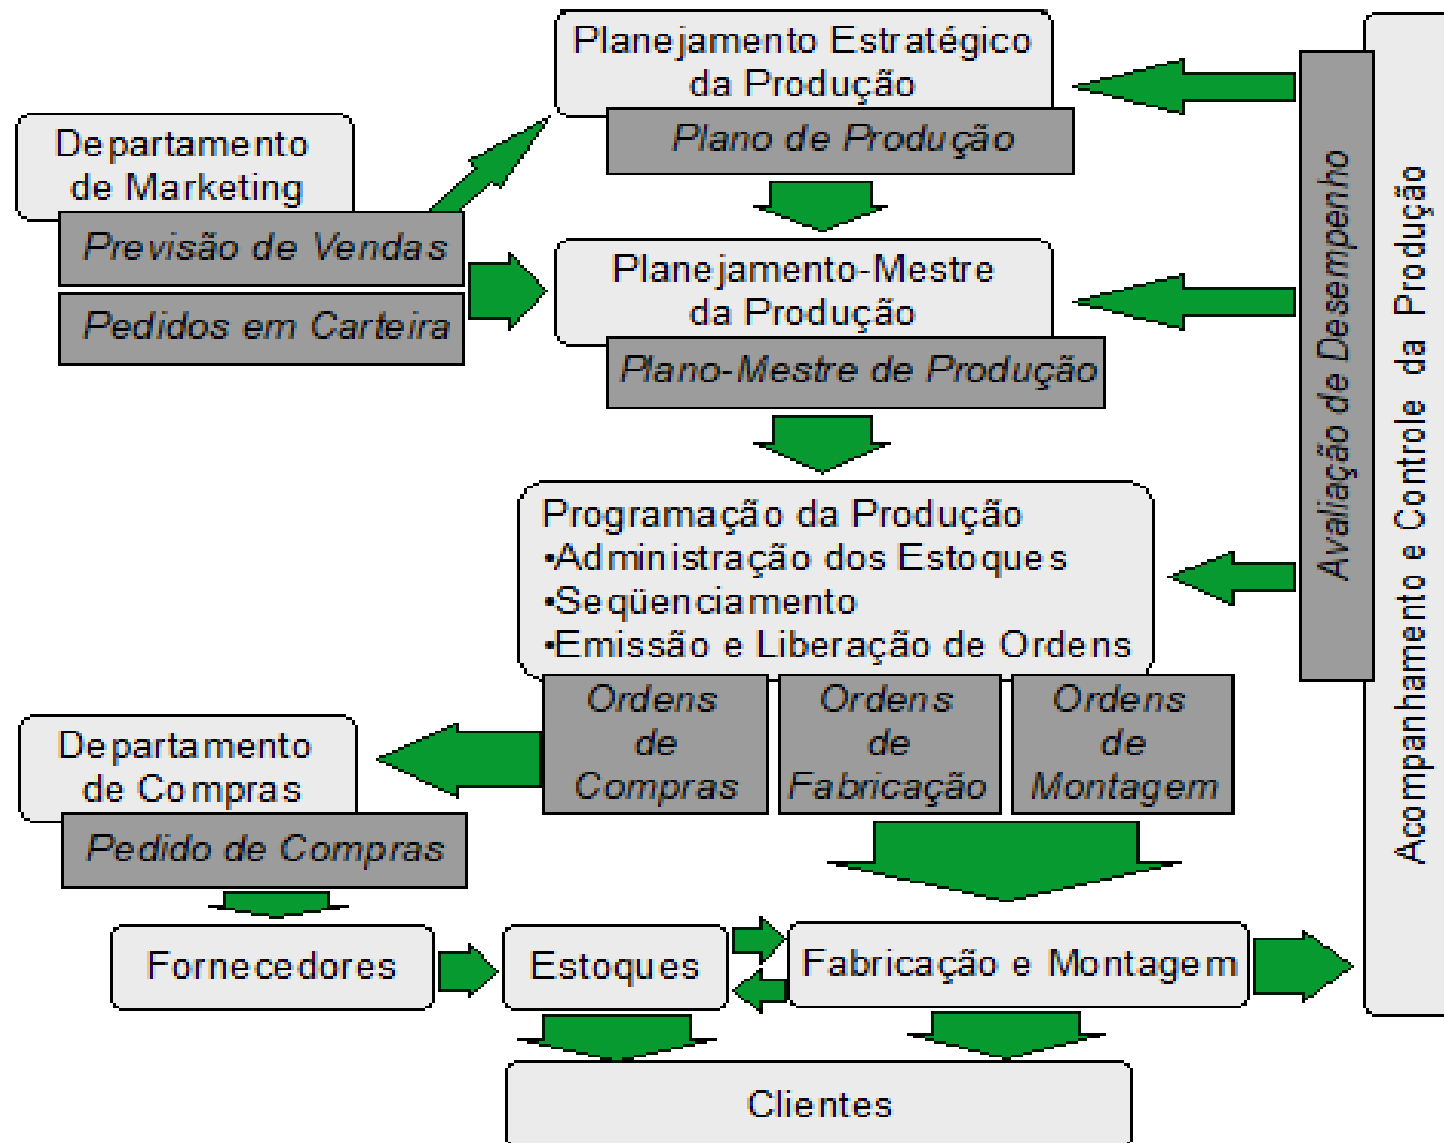 Planejamento Estratégico
da Produção
Plano de Produção
Departamento
de Marketing
Previsão de Vendas
Pedidos em Carteira
Planejamento-Mestre
da Produção
Plano-Mestre de Produção
Programação da Produção
•Administração dos Estoques
•Seqüenciamento
•Emissão e Liberação de Ordens
Ordens
de
Compras
Ordens
de
Fabricação
Ordens
de
Montagem
Departamento
de Compras
Pedido de Compras
Fornecedores
Estoques
Fabricação e Montagem
Clientes
Avaliação de Desempenho
Acompanhamento e Controle da Produção